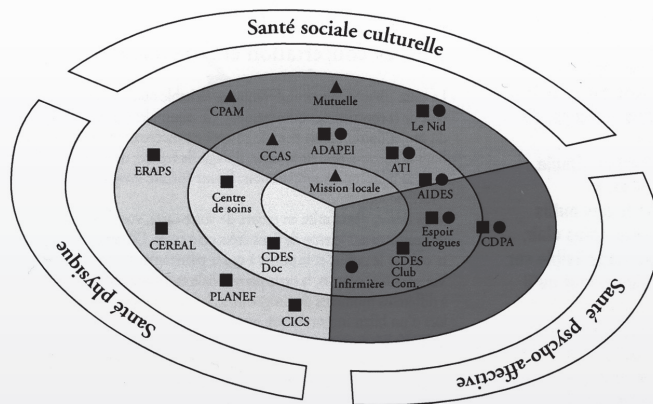 Santé sociale culturelle
CPAM
Mutuelle
Le Nid
ADAPEI
CCAS
ATI
ERAPS
Mission locale
AIDES
Centre
de soins
Espoir
drogues
CDPA
CEREAL
CDES
Doc
CDES
Club
Com.
Infirmière
PLANEF
CICS
Santé physique
Santé psycho-affective